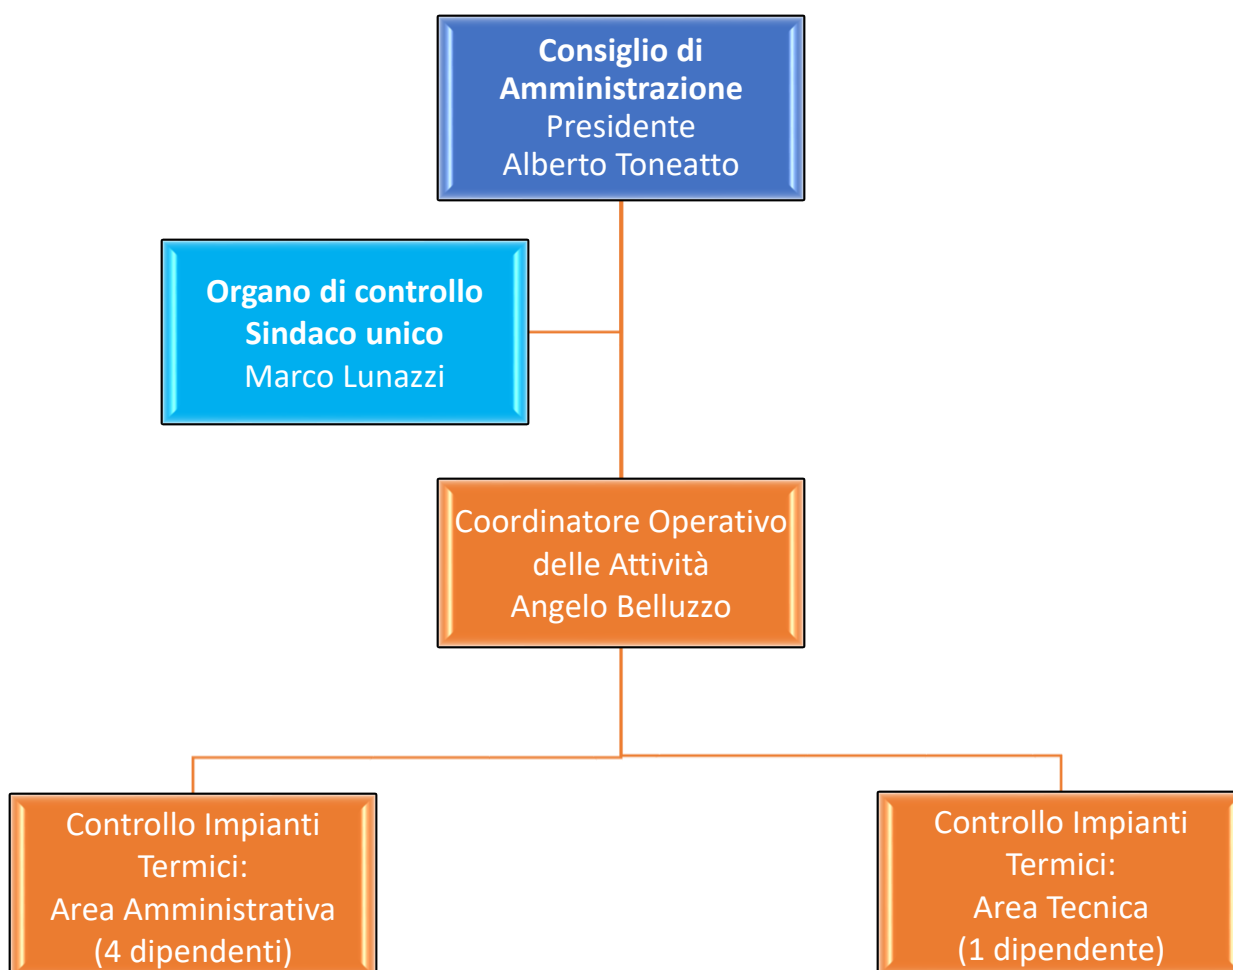 Consiglio di
Amministrazione
Presidente
Alberto Toneatto
Organo di controllo
Sindaco unico
Marco Lunazzi
Coordinatore Operativo
delle Attività
Angelo Belluzzo
Controllo Impianti
Termici:
Area Amministrativa
(4 dipendenti)
Controllo Impianti
Termici:
Area Tecnica
(1 dipendente)